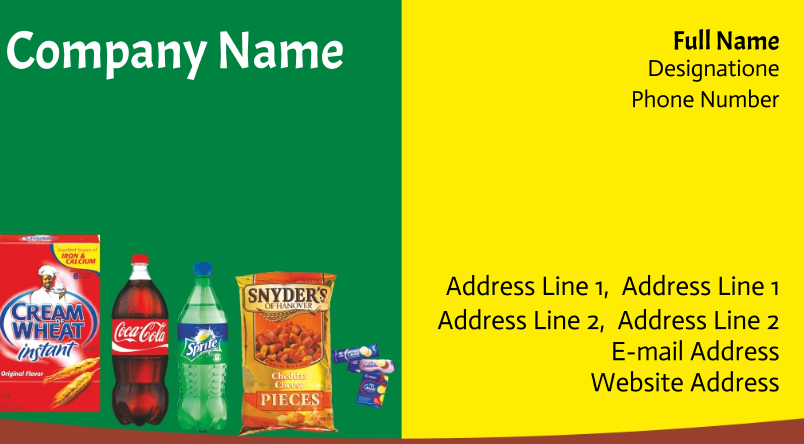 Company Name
Full Name
Designatione
Phone Number
Address Line 1, Address Line 1
Address Line 2, Address Line 2
E-mail Address
Website Address
Excellent Source of
IRON &
CALCIUM
CREAM
WHEAT
instant
Original Flavor
Coca-Cola
Sprite
SNYDER'S
OF HANOVER
Cheddar
Cheese
PIECES